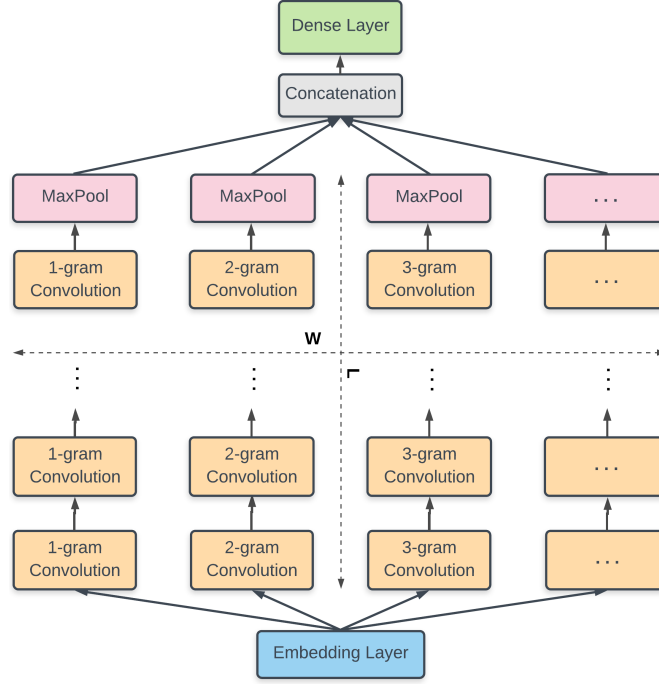 Dense Layer
Concatenation
MaxPool
MaxPool
MaxPool
...
1-gram
Convolution
2-gram
Convolution
3-gram
Convolution
...
W
L
...
...
...
...
1-gram
Convolution
2-gram
Convolution
3-gram
Convolution
...
1-gram
Convolution
2-gram
Convolution
3-gram
Convolution
...
Embedding Layer